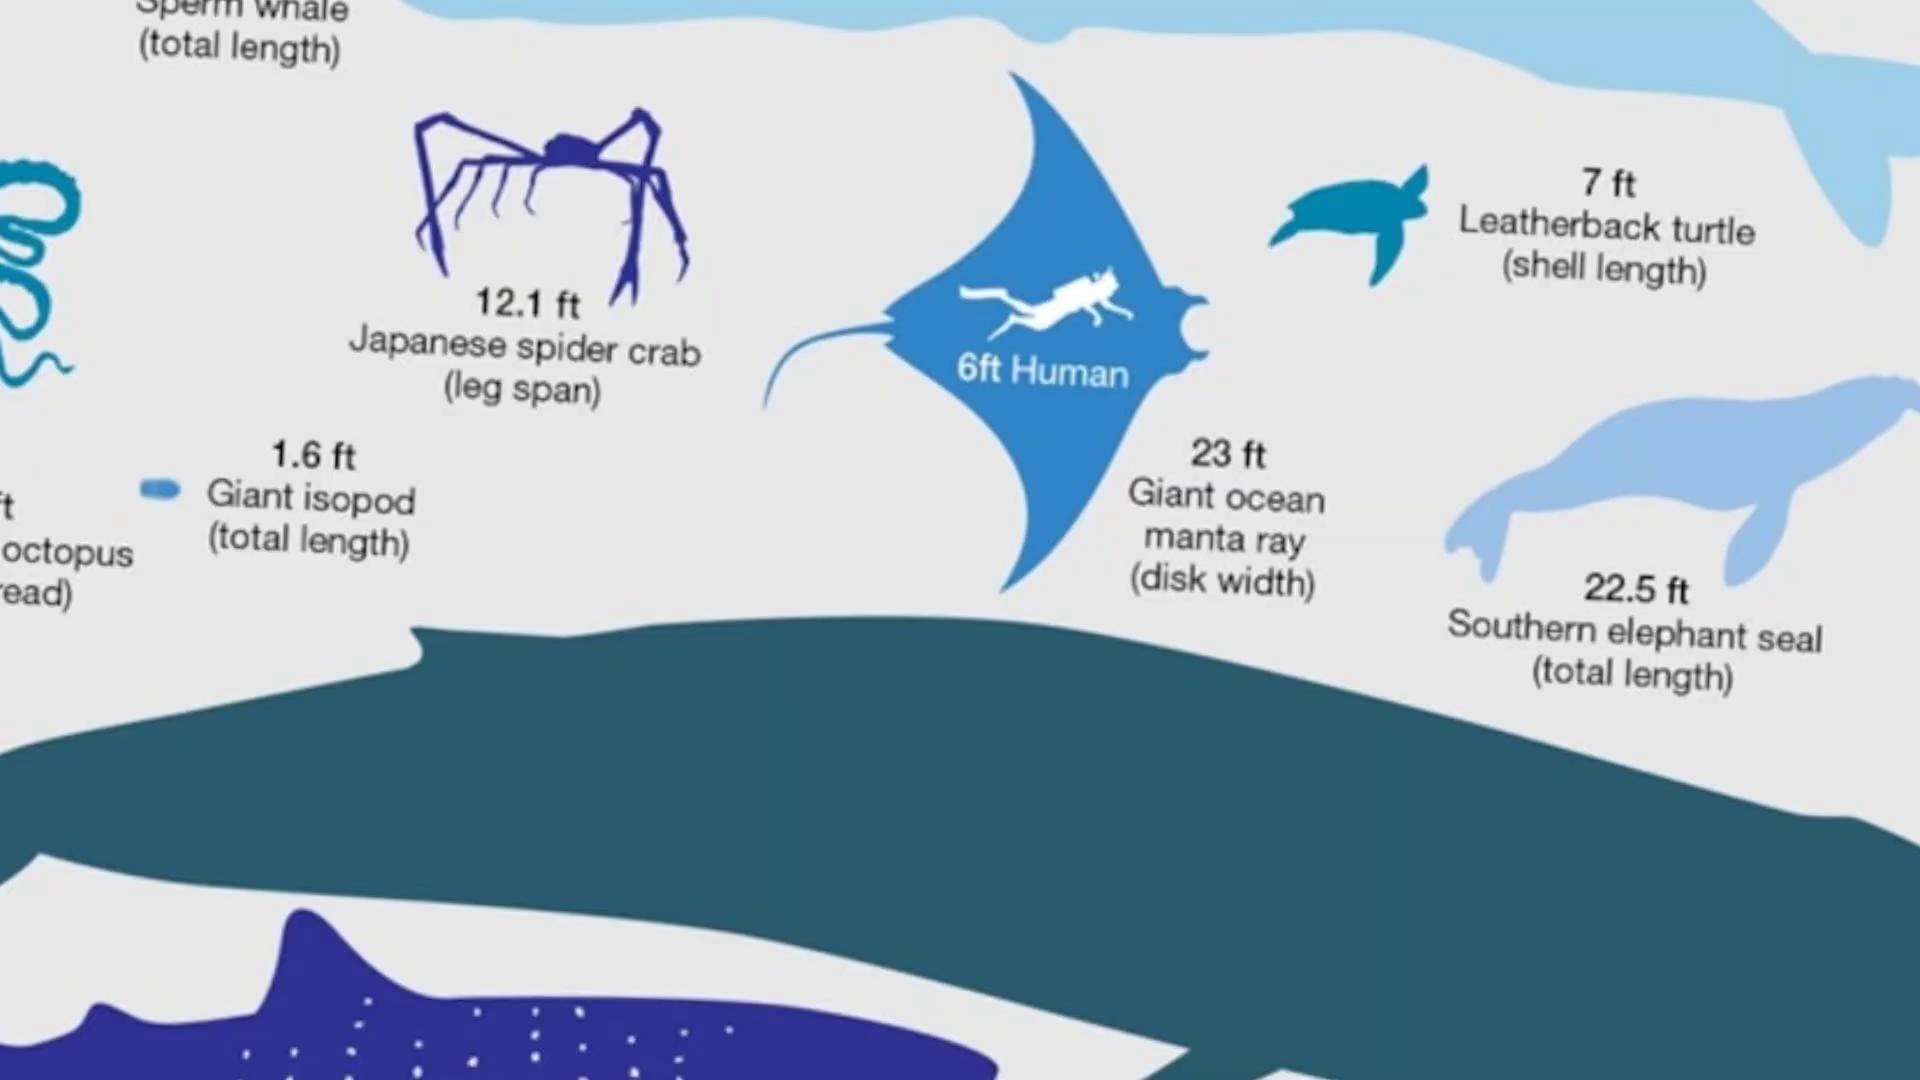 Sperm whale
(total length)
12.1 ft
Japanese spider crab
(leg span)
6ft Human
7 ft
Leatherback turtle
(shell length)
1.6 ft
Giant isopod
(total length)
octopus
23 ft
Giant ocean
manta ray
(disk width)
22.5 ft
Southern elephant seal
(total length)